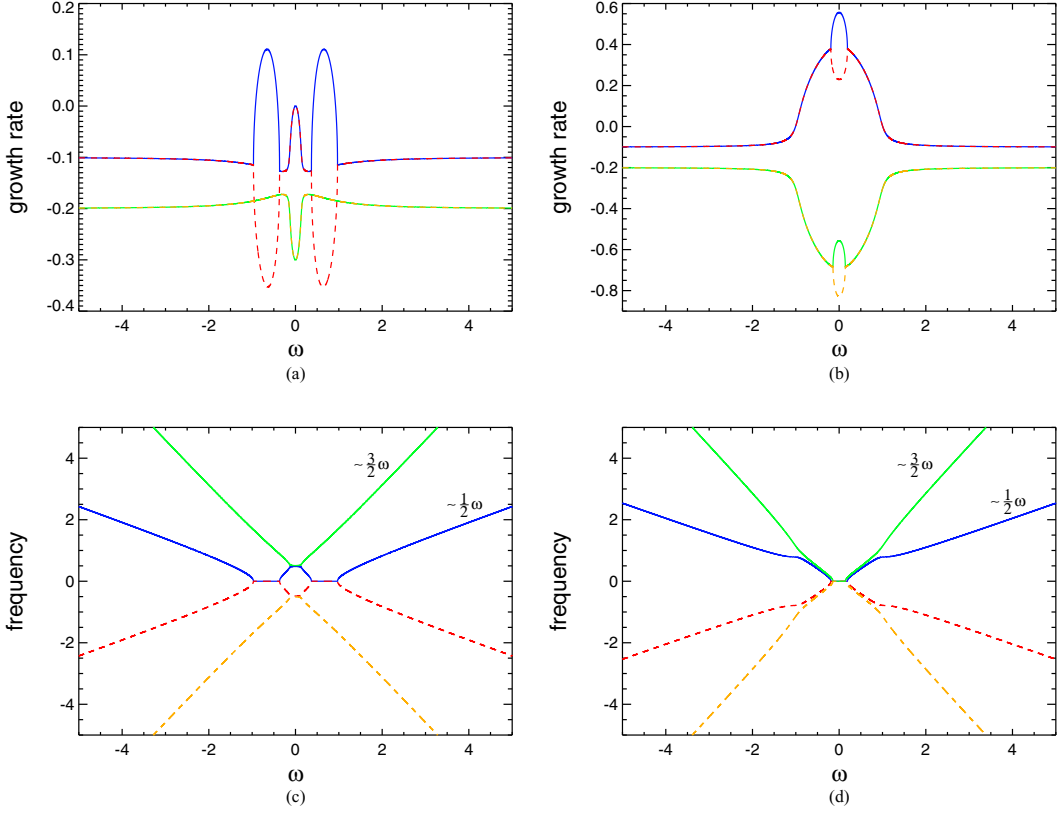 0.2
0.1
0.0
-0.1
-0.2
-0.3
-0.4
growth rate
-4 -2 0 2 4
ω
(a)
0.6
0.4
0.2
0.0
-0.2
-0.4
-0.6
-0.8
growth rate
-4 -2 0 2 4
ω
(b)
4
2
0
-2
-4
frequency
~3/2ω
~1/2ω
-4 -2 0 2 4
ω
(c)
4
2
0
-2
-4
frequency
~3/2ω
~1/2ω
-4 -2 0 2 4
ω
(d)